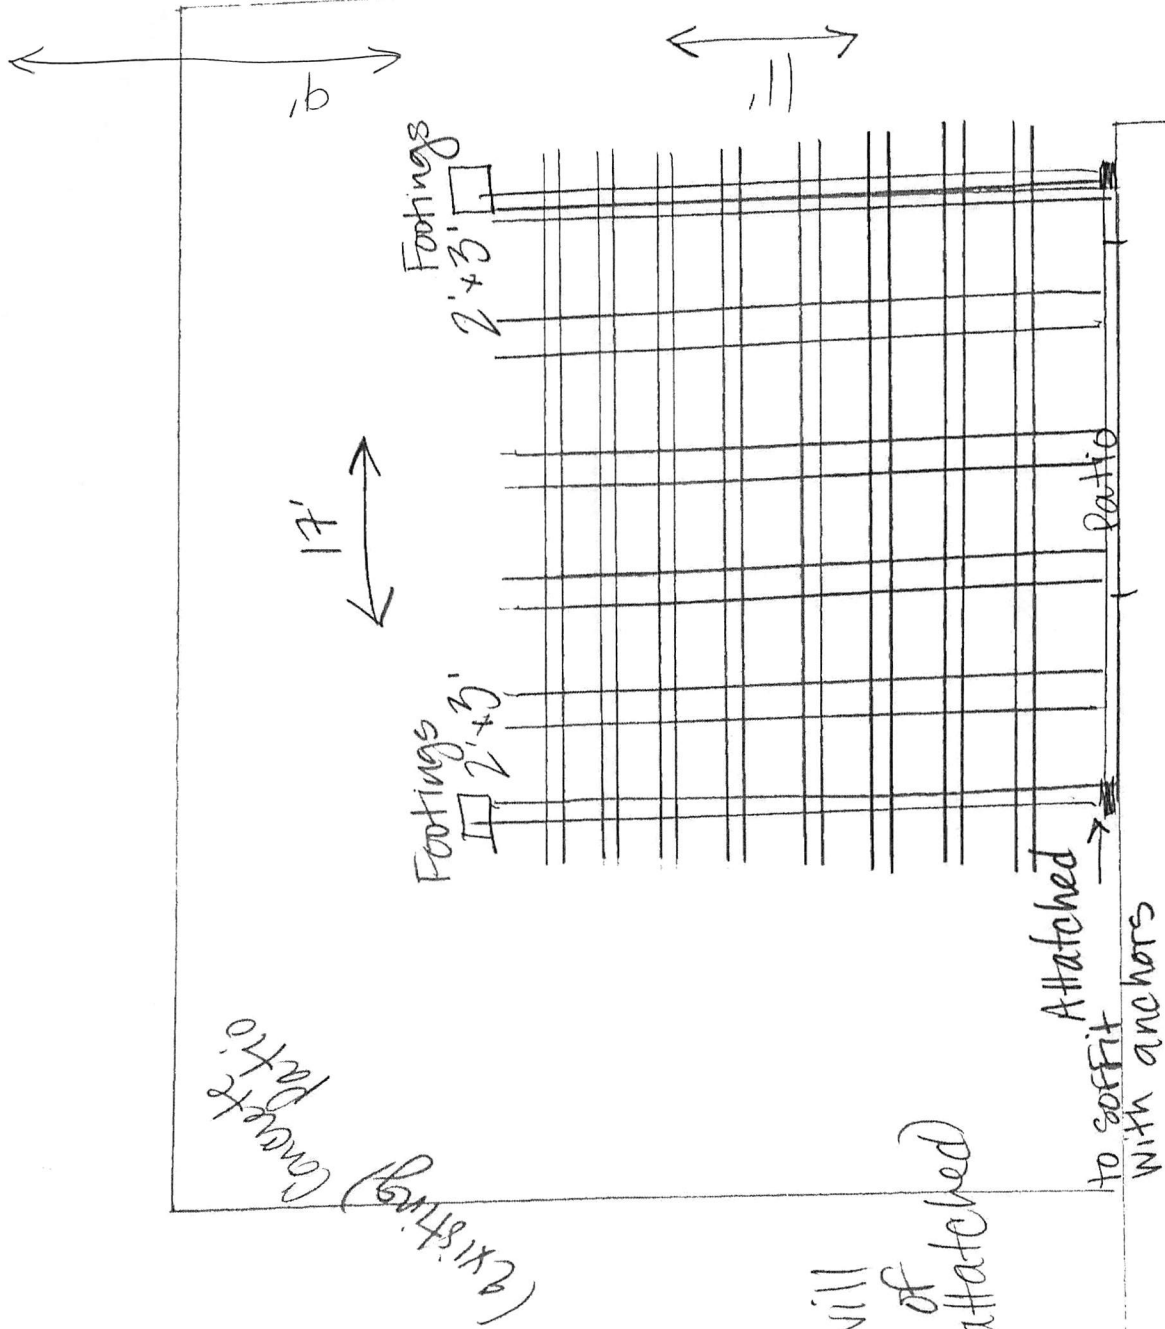 9'
11'
Footings
2'x3'
17'
Footings
2'x3'
Patio
Attatched
to soffit
with anchors
Concrete
patio
(existing)
will
of
attatched)